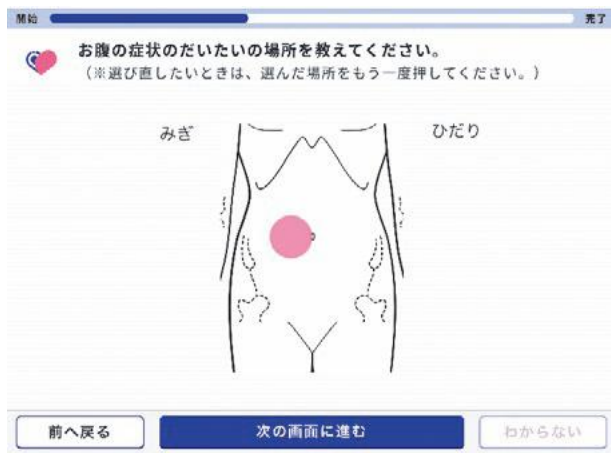 開始
完了
お腹の症状のだいたいの場所を教えてください。
（※選び直したいときは、選んだ場所をもう一度押してください。）
みぎ
ひだり
前へ戻る
次の画面に進む
わからない